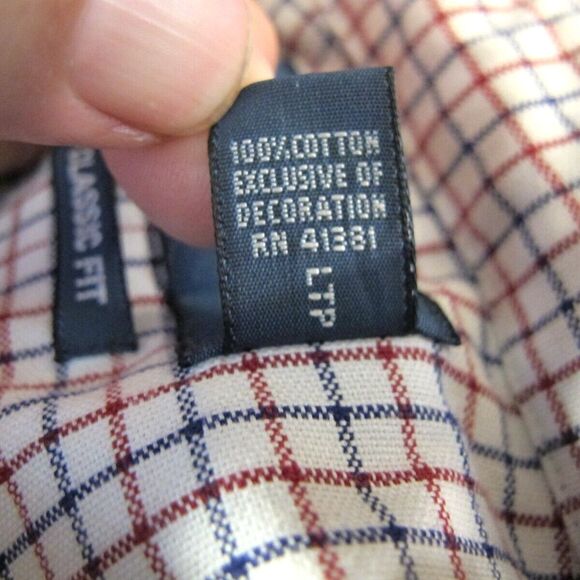 100% COTTON
EXCLUSIVE OF
DECORATION
RN 41381
LTP
CLASSIC FIT